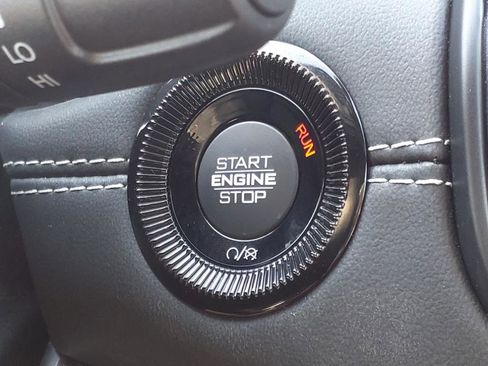 LO
HI
RUN
START
ENGINE
STOP